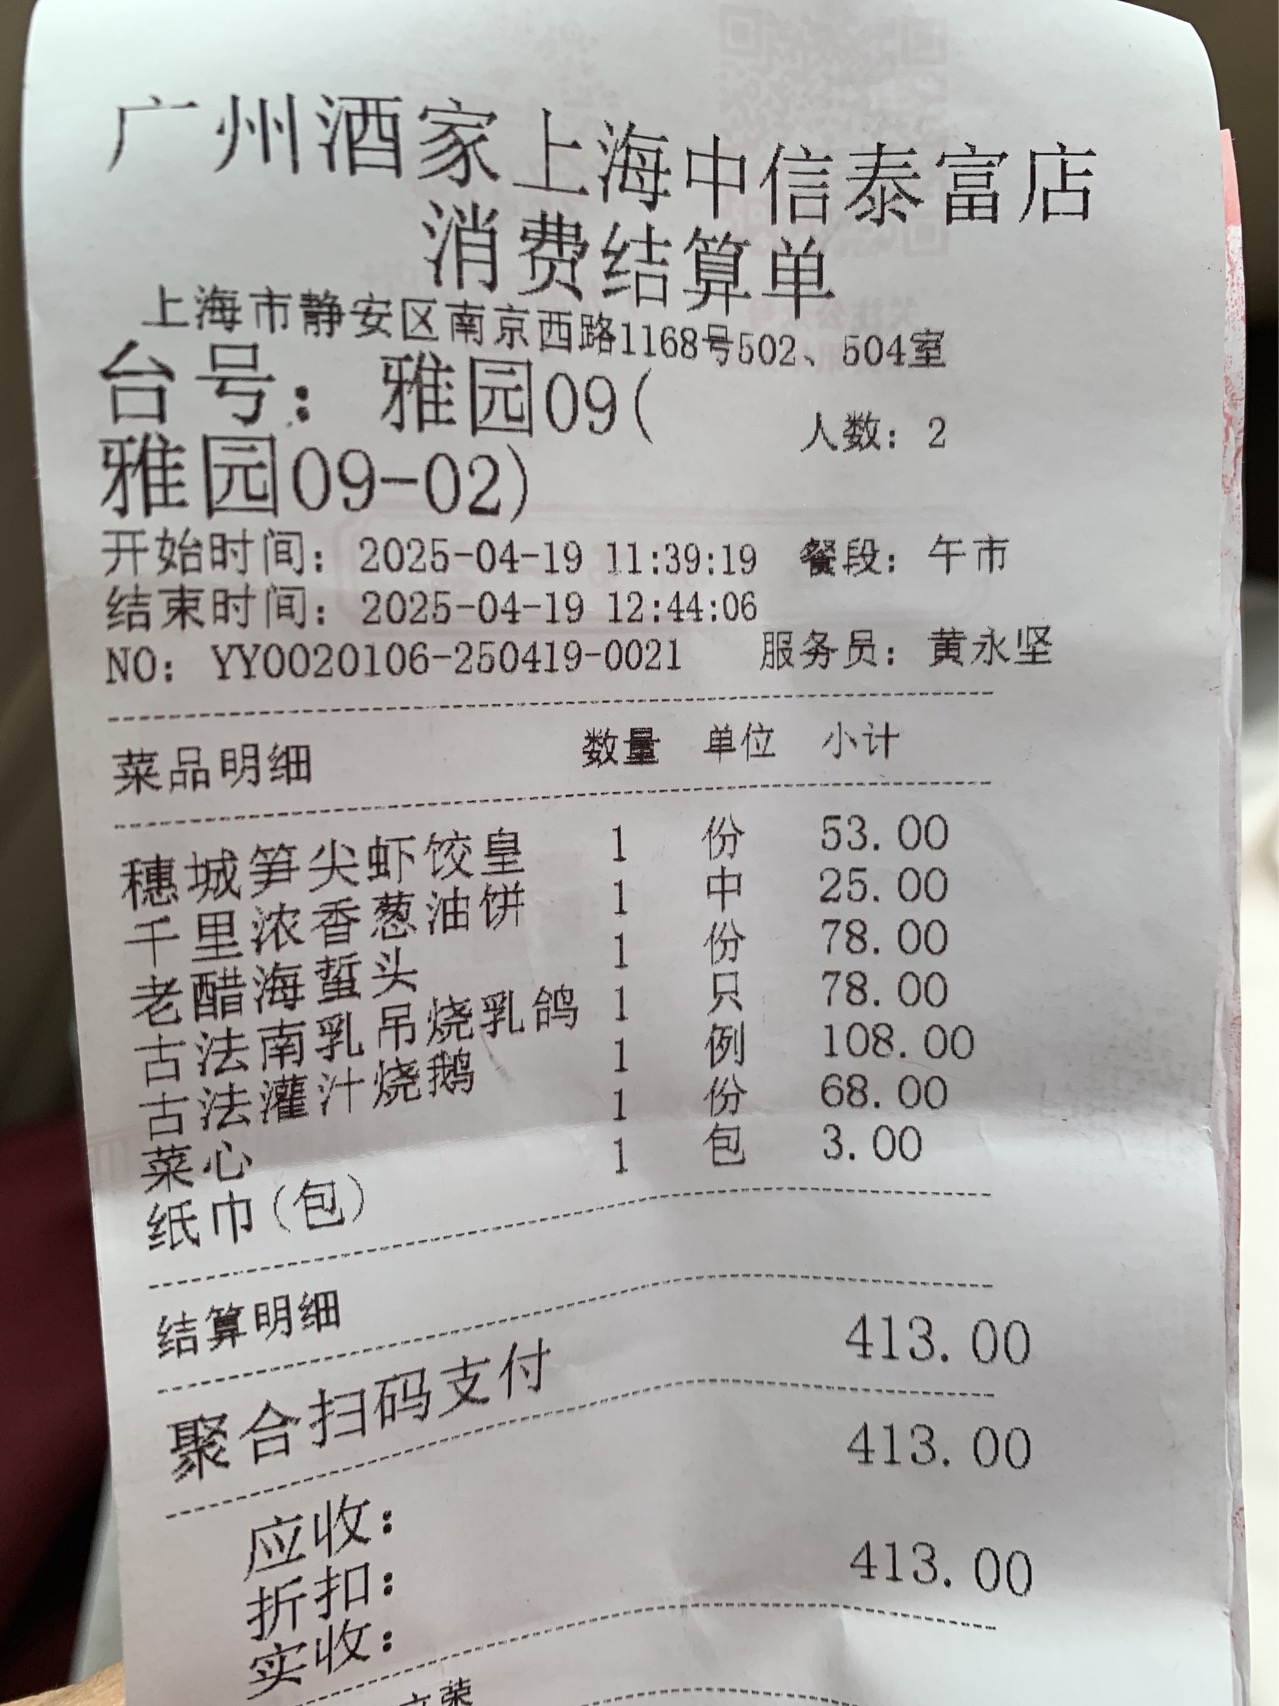 广州酒家上海中信泰富店
消费结算单
上海市静安区南京西路1168号502、504室
台号：雅园09(
雅园09-02) 人数：2
开始时间：2025-04-19 11:39:19 餐段：午市
结束时间：2025-04-19 12:44:06
NO：YY0020106-250419-0021 服务员：黄永坚
菜品明细 数量 单位 小计
穗城笋尖虾饺皇 1 份 53.00
千里浓香葱油饼 1 中 25.00
老醋海蜇头 1 份 78.00
古法南乳吊烧乳鸽 1 只 78.00
古法灌汁烧鹅 1 例 108.00
菜心 1 份 68.00
纸巾(包) 1 包 3.00
结算明细
聚合扫码支付 413.00
应收： 413.00
折扣：
实收： 413.00